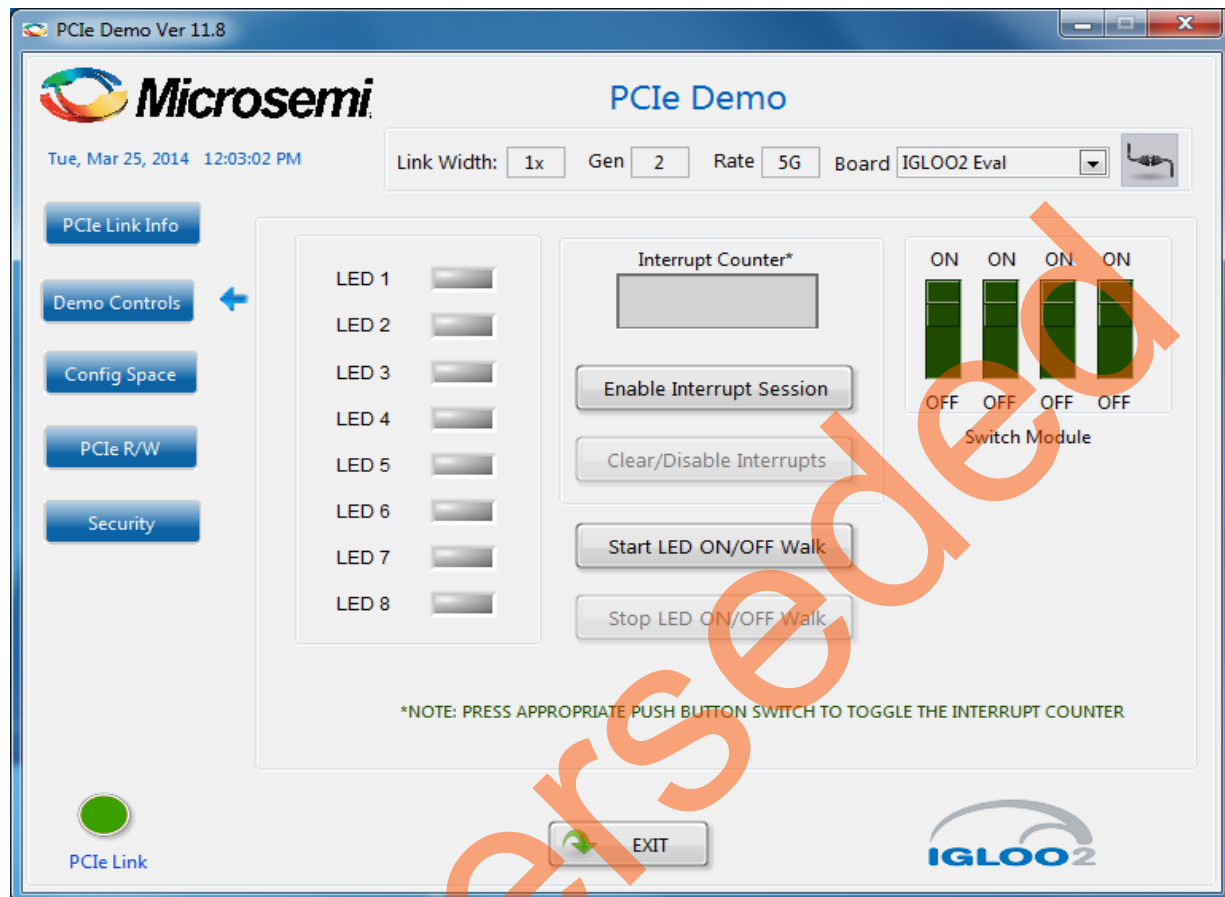 PCIe Demo Ver 11.8
Microsemi
PCIe Demo
Tue, Mar 25, 2014 12:03:02 PM
Link Width: 1x Gen 2 Rate 5G Board IGLOO2 Eval
PCIe Link Info
Demo Controls
Config Space
PCIe R/W
Security
LED 1
LED 2
LED 3
LED 4
LED 5
LED 6
LED 7
LED 8
Interrupt Counter*
Enable Interrupt Session
Clear/Disable Interrupts
Start LED ON/OFF Walk
Stop LED ON/OFF Walk
ON ON ON ON
OFF OFF OFF OFF
Switch Module
*NOTE: PRESS APPROPRIATE PUSH BUTTON SWITCH TO TOGGLE THE INTERRUPT COUNTER
PCIe Link
EXIT
IGLOO2
erseded